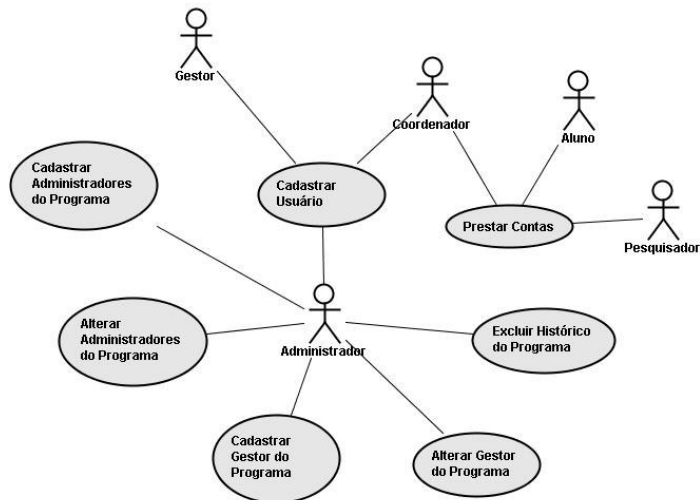 Gestor
Coordenador
Aluno
Cadastrar
Administradores
do Programa
Cadastrar
Usuário
Prestar Contas
Pesquisador
Alterar
Administradores
do Programa
Administrador
Excluir Histórico
do Programa
Cadastrar
Gestor do
Programa
Alterar Gestor
do Programa